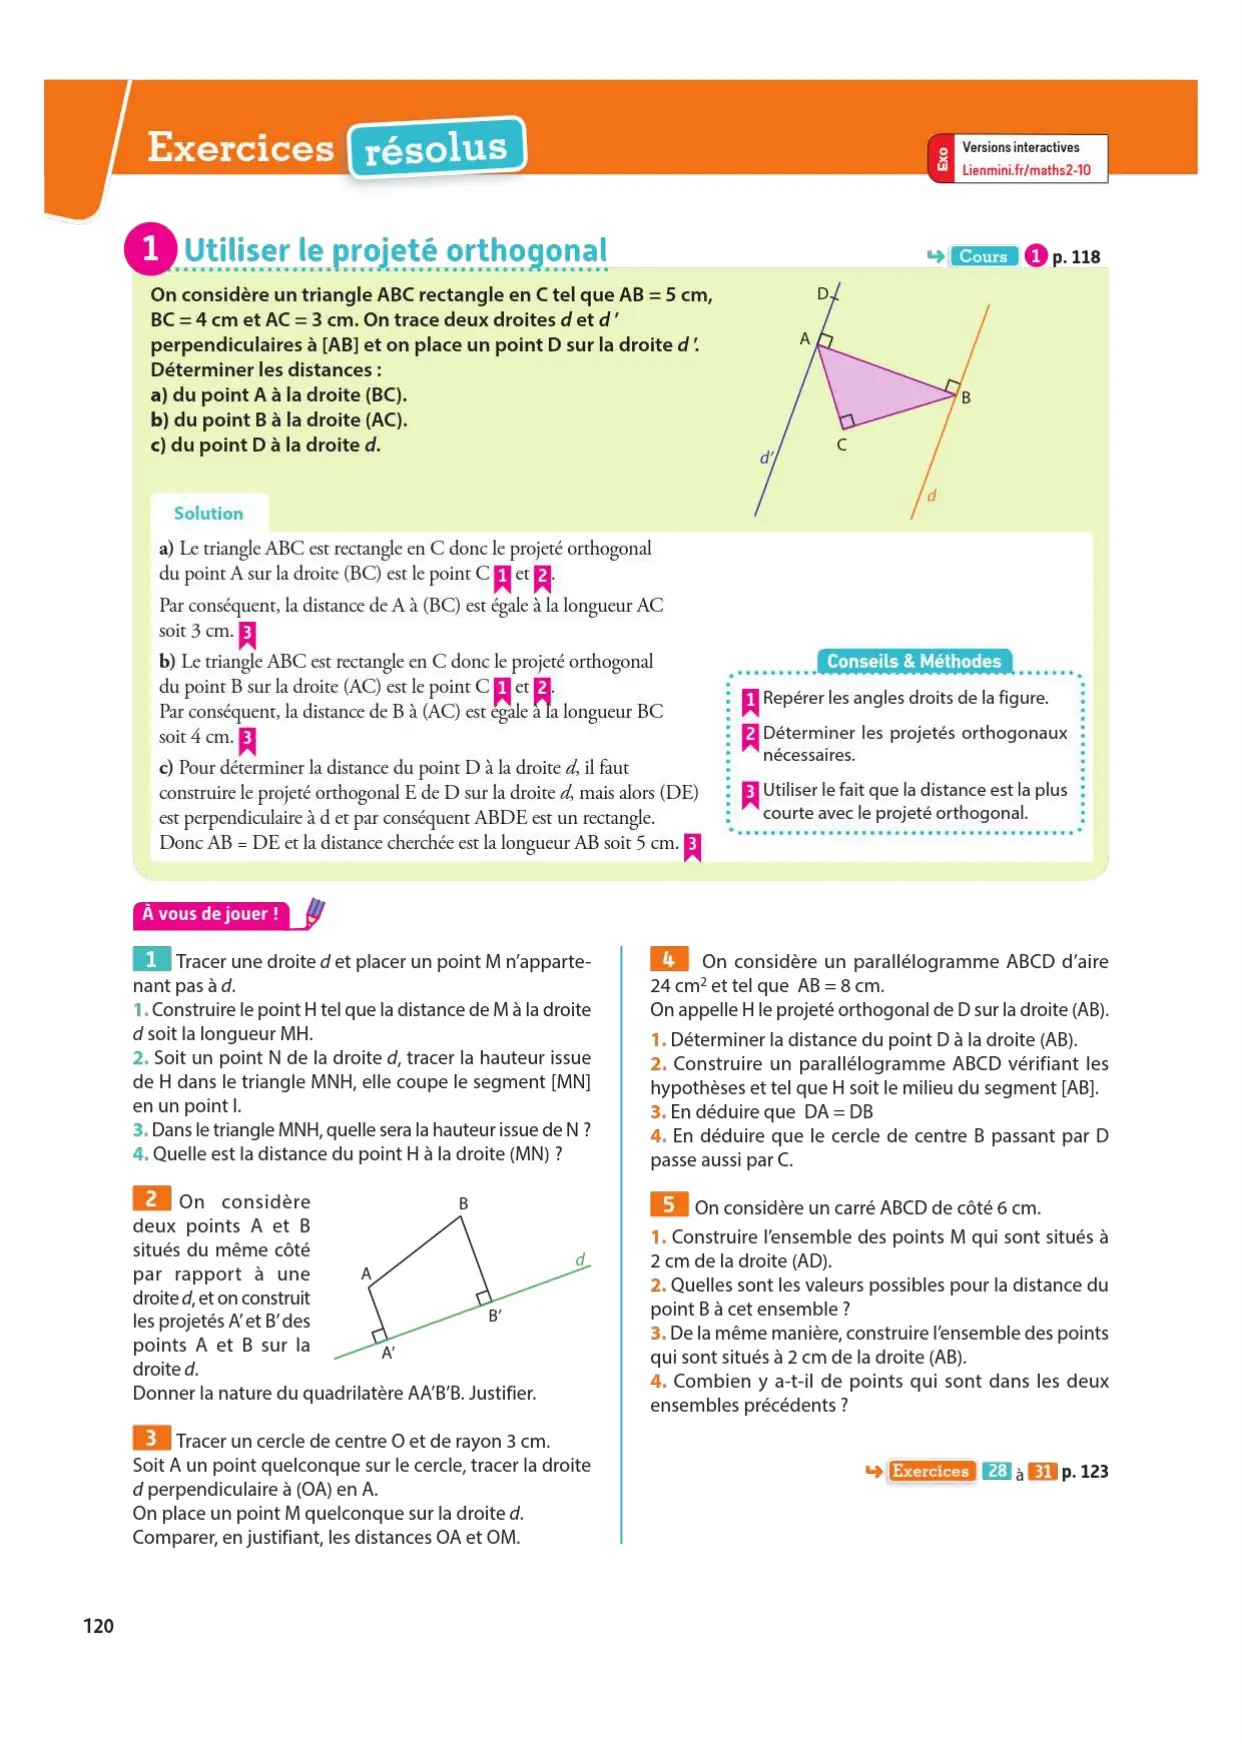 Exercices résolus
Exo
Versions interactives
Lienmini.fr/maths2-10
1 Utiliser le projeté orthogonal
Cours 1 p. 118
On considère un triangle ABC rectangle en C tel que AB = 5 cm,
BC = 4 cm et AC = 3 cm. On trace deux droites d et d ′
perpendiculaires à [AB] et on place un point D sur la droite d ′.
Déterminer les distances :
a) du point A à la droite (BC).
b) du point B à la droite (AC).
c) du point D à la droite d.
D
A
B
C
d′
d
Solution
a) Le triangle ABC est rectangle en C donc le projeté orthogonal
du point A sur la droite (BC) est le point C 1 et 2.
Par conséquent, la distance de A à (BC) est égale à la longueur AC
soit 3 cm. 3
b) Le triangle ABC est rectangle en C donc le projeté orthogonal
du point B sur la droite (AC) est le point C 1 et 2.
Par conséquent, la distance de B à (AC) est égale à la longueur BC
soit 4 cm. 3
c) Pour déterminer la distance du point D à la droite d, il faut
construire le projeté orthogonal E de D sur la droite d, mais alors (DE)
est perpendiculaire à d et par conséquent ABDE est un rectangle.
Donc AB = DE et la distance cherchée est la longueur AB soit 5 cm. 3
Conseils & Méthodes
1 Repérer les angles droits de la figure.
2 Déterminer les projetés orthogonaux
nécessaires.
3 Utiliser le fait que la distance est la plus
courte avec le projeté orthogonal.
À vous de jouer !
1 Tracer une droite d et placer un point M n'apparte-
nant pas à d.
1. Construire le point H tel que la distance de M à la droite
d soit la longueur MH.
2. Soit un point N de la droite d, tracer la hauteur issue
de H dans le triangle MNH, elle coupe le segment [MN]
en un point I.
3. Dans le triangle MNH, quelle sera la hauteur issue de N ?
4. Quelle est la distance du point H à la droite (MN) ?
2 On considère
deux points A et B
situés du même côté
par rapport à une
droite d, et on construit
les projetés A′ et B′ des
points A et B sur la
droite d.
B
A
d
B′
A′
Donner la nature du quadrilatère AA′B′B. Justifier.
3 Tracer un cercle de centre O et de rayon 3 cm.
Soit A un point quelconque sur le cercle, tracer la droite
d perpendiculaire à (OA) en A.
On place un point M quelconque sur la droite d.
Comparer, en justifiant, les distances OA et OM.
4 On considère un parallélogramme ABCD d'aire
24 cm² et tel que AB = 8 cm.
On appelle H le projeté orthogonal de D sur la droite (AB).
1. Déterminer la distance du point D à la droite (AB).
2. Construire un parallélogramme ABCD vérifiant les
hypothèses et tel que H soit le milieu du segment [AB].
3. En déduire que DA = DB
4. En déduire que le cercle de centre B passant par D
passe aussi par C.
5 On considère un carré ABCD de côté 6 cm.
1. Construire l'ensemble des points M qui sont situés à
2 cm de la droite (AD).
2. Quelles sont les valeurs possibles pour la distance du
point B à cet ensemble ?
3. De la même manière, construire l'ensemble des points
qui sont situés à 2 cm de la droite (AB).
4. Combien y a-t-il de points qui sont dans les deux
ensembles précédents ?
Exercices 28 à 31 p. 123
120